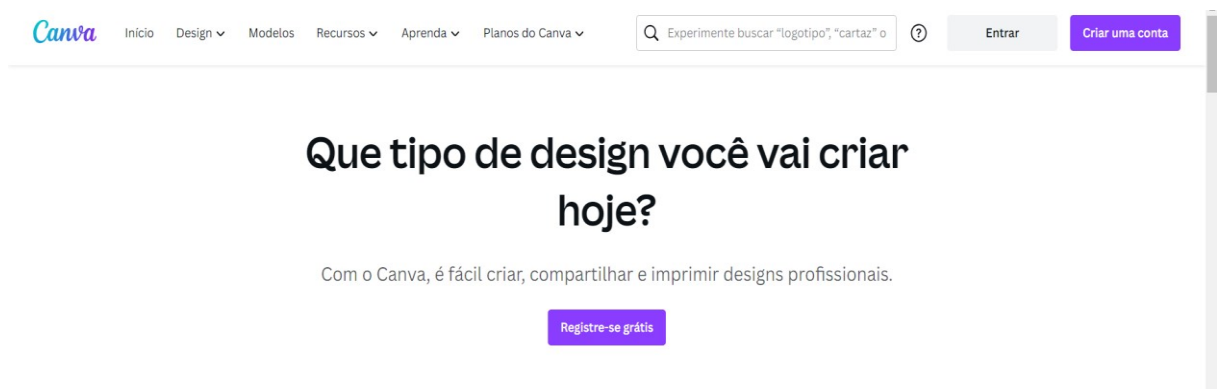 Canva Início Design Modelos Recursos Aprenda Planos do Canva Experimente buscar “logotipo”, “cartaz” o ? Entrar Criar uma conta
Que tipo de design você vai criar
hoje?
Com o Canva, é fácil criar, compartilhar e imprimir designs profissionais.
Registre-se grátis